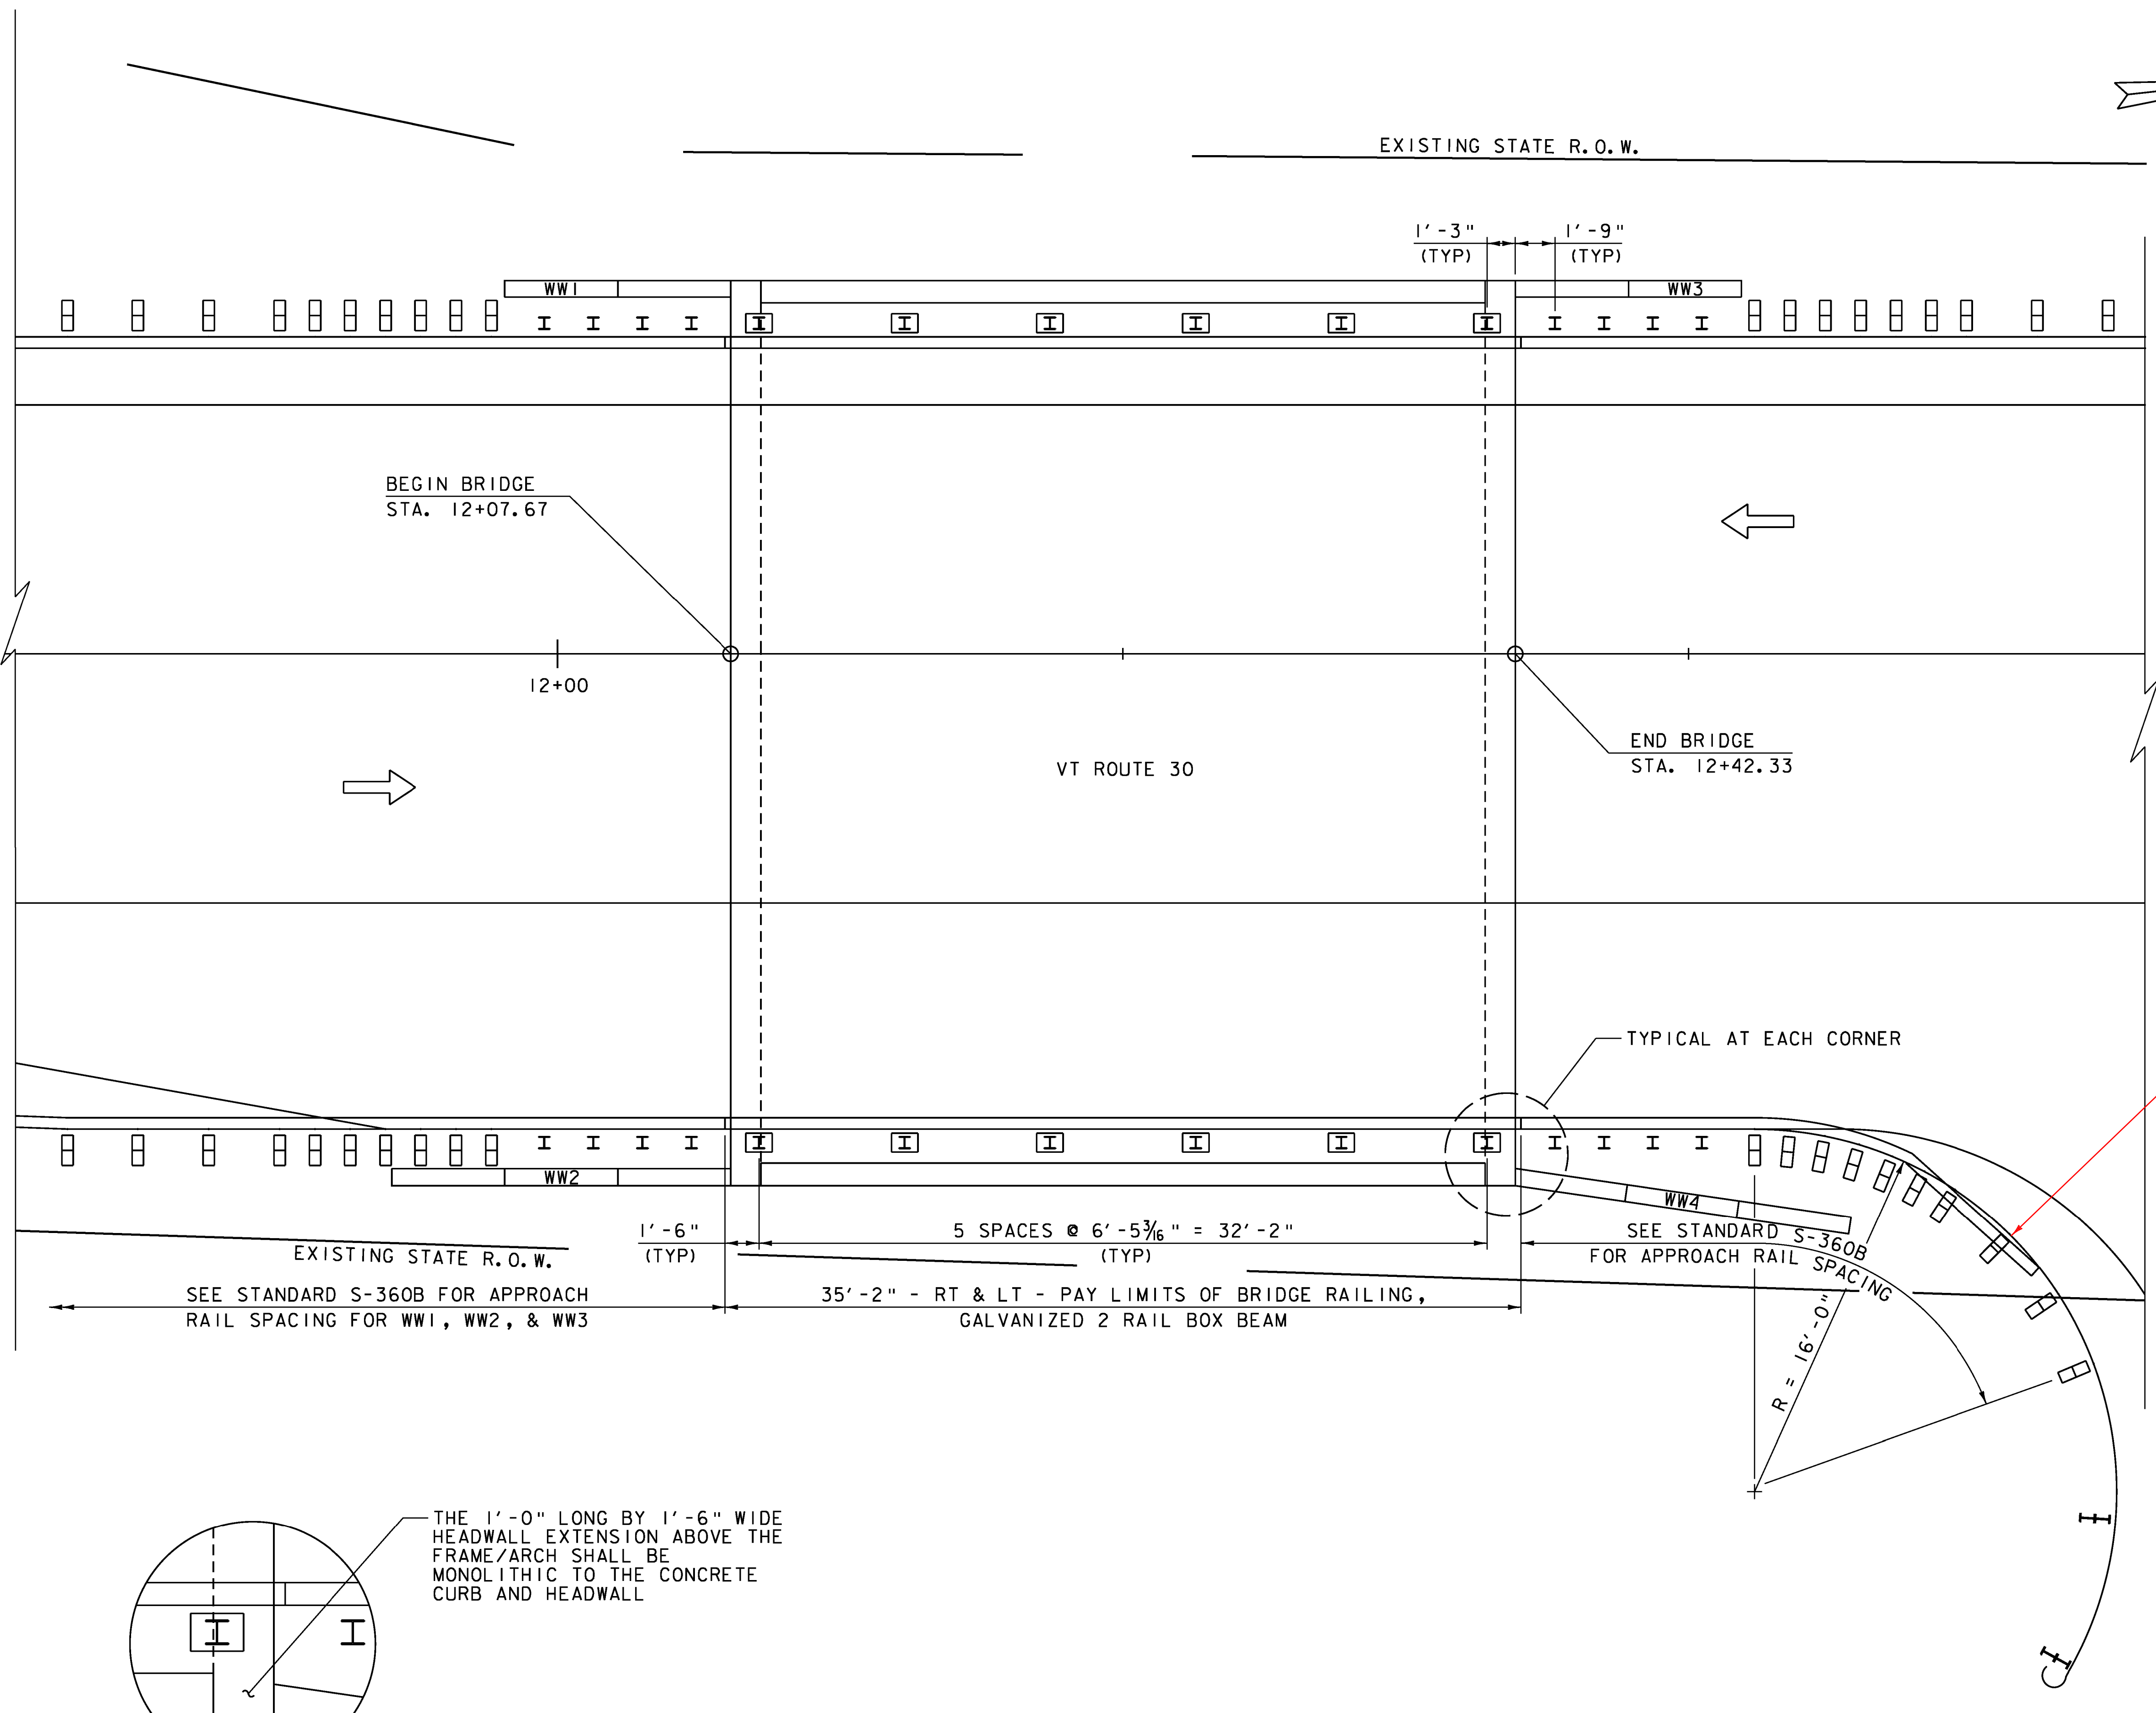 EXISTING STATE R.O.W.
1'-3"
(TYP)
1'-9"
(TYP)
WW1
WW3
BEGIN BRIDGE
STA. 12+07.67
12+00
VT ROUTE 30
END BRIDGE
STA. 12+42.33
TYPICAL AT EACH CORNER
WW2
WW4
EXISTING STATE R.O.W.
1'-6"
(TYP)
5 SPACES @ 6'-5 3/16" = 32'-2"
(TYP)
SEE STANDARD S-360B
FOR APPROACH RAIL SPACING
SEE STANDARD S-360B FOR APPROACH
RAIL SPACING FOR WW1, WW2, & WW3
35'-2" - RT & LT - PAY LIMITS OF BRIDGE RAILING,
GALVANIZED 2 RAIL BOX BEAM
R = 16'-0"
THE 1'-0" LONG BY 1'-6" WIDE
HEADWALL EXTENSION ABOVE THE
FRAME/ARCH SHALL BE
MONOLITHIC TO THE CONCRETE
CURB AND HEADWALL